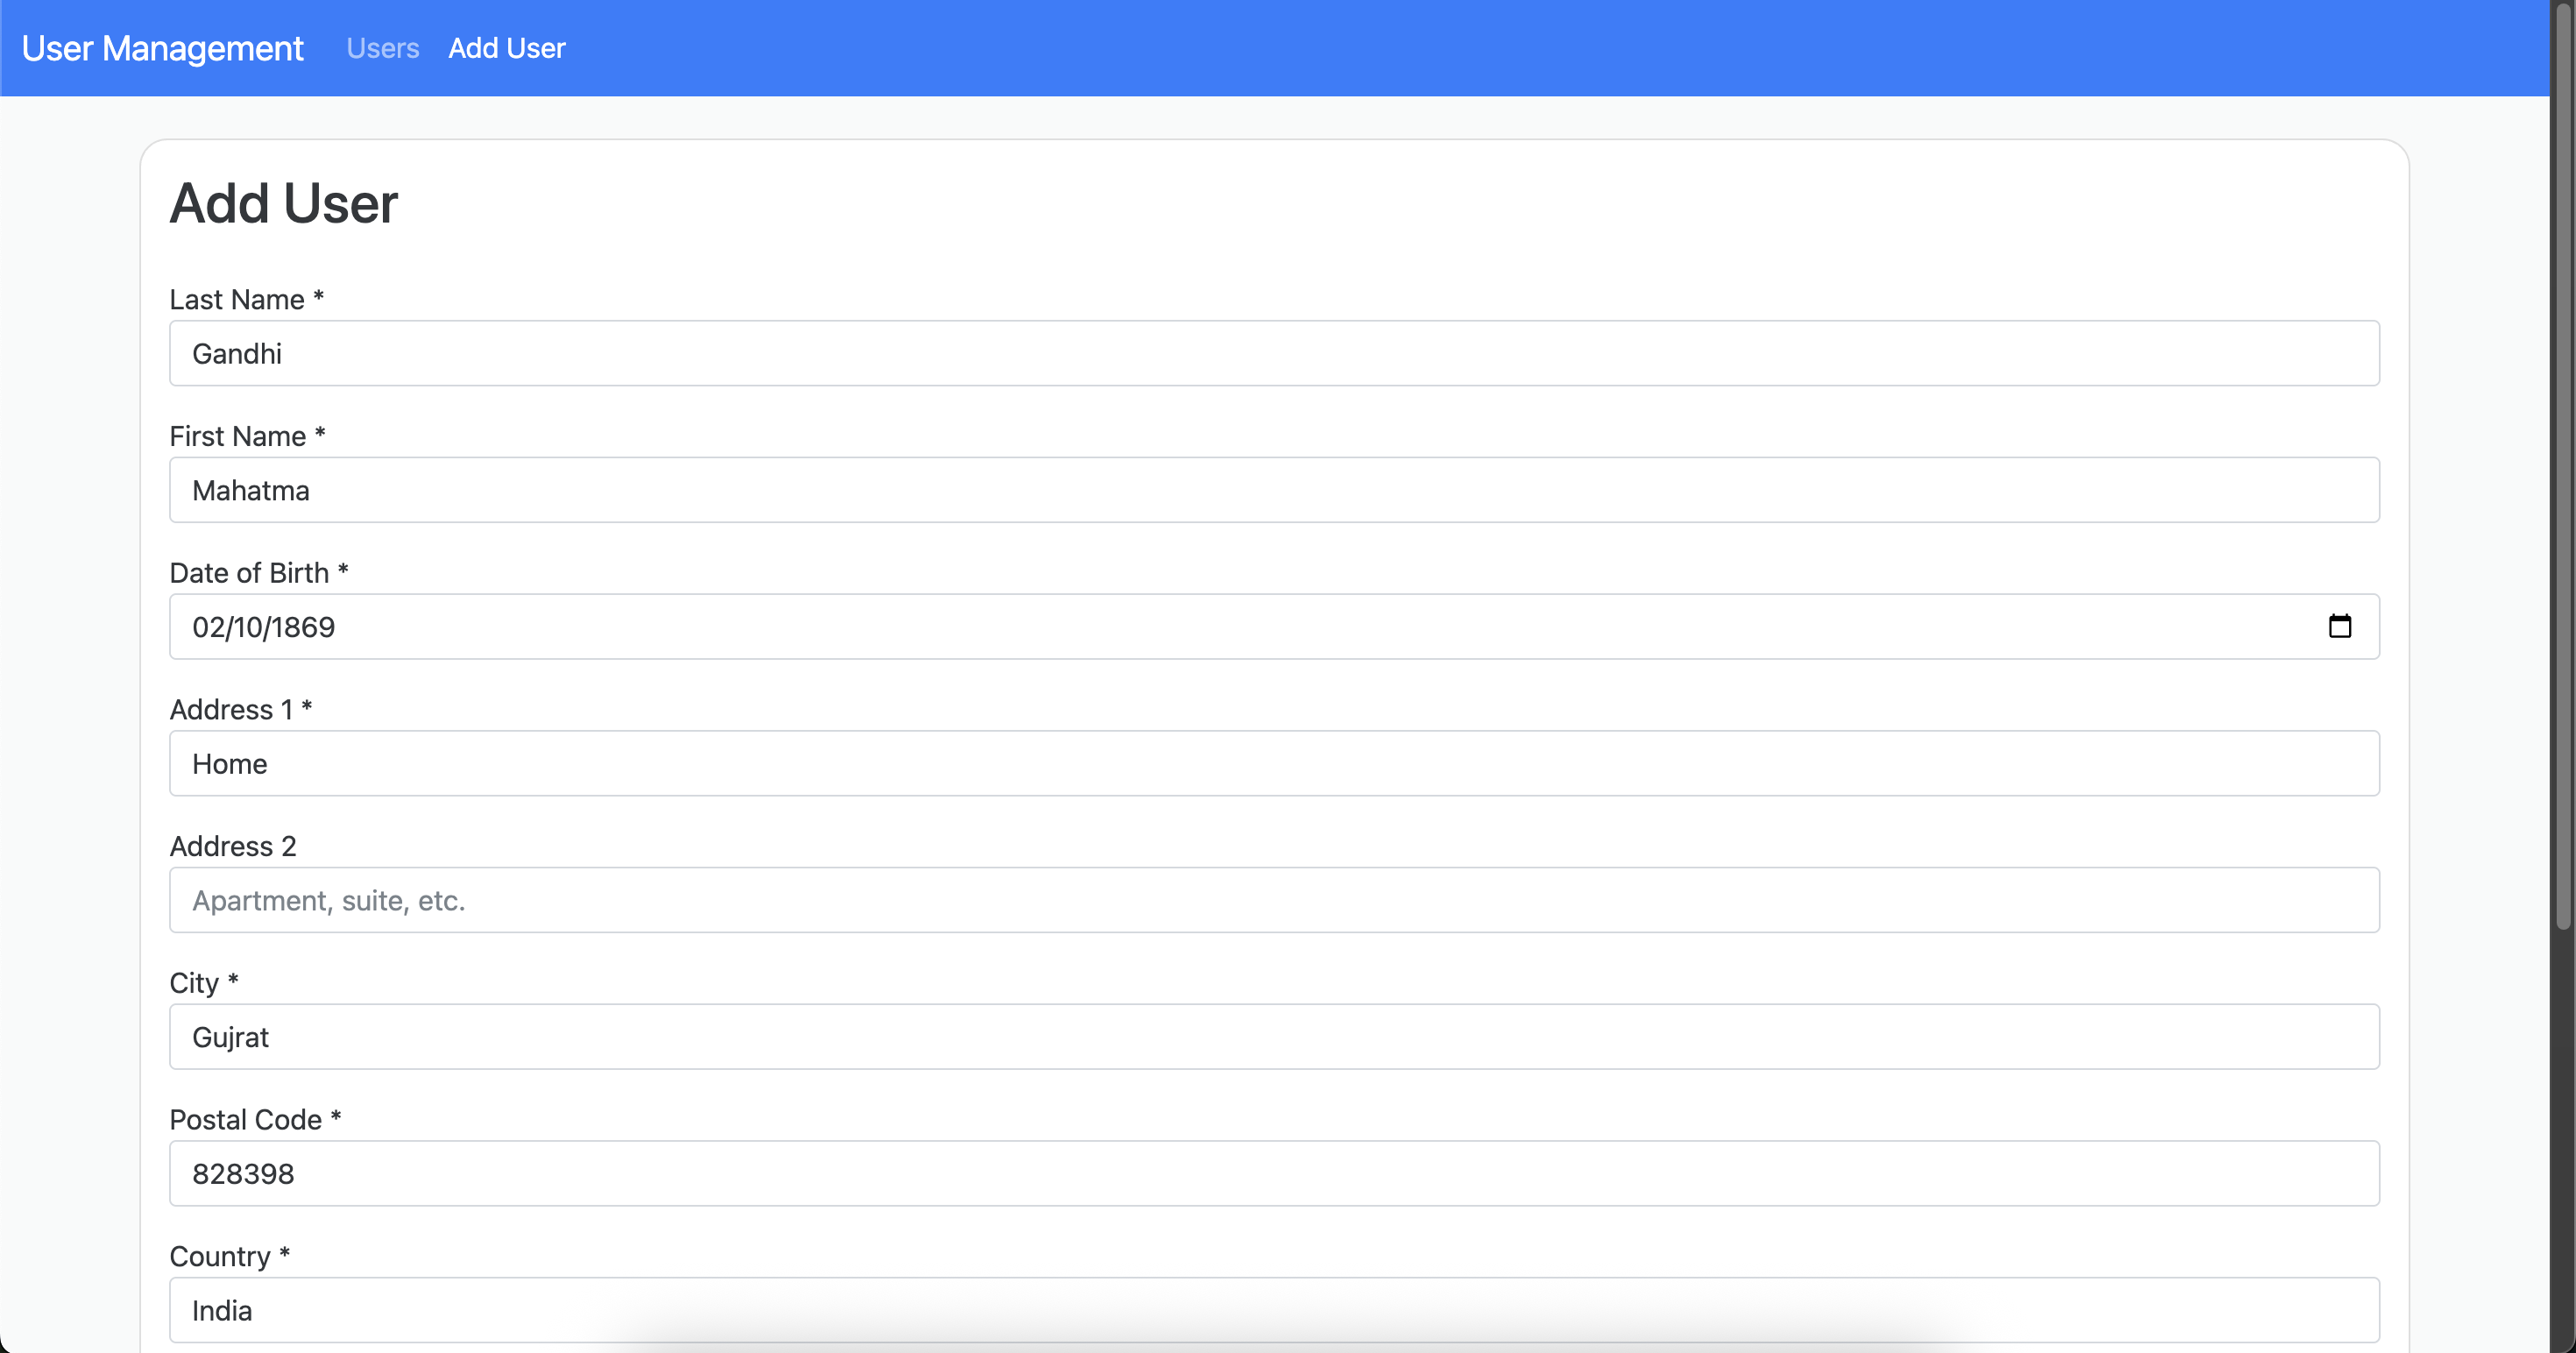 User Management Users Add User
Add User
Last Name *
Gandhi
First Name *
Mahatma
Date of Birth *
02/10/1869
Address 1 *
Home
Address 2
Apartment, suite, etc.
City *
Gujrat
Postal Code *
828398
Country *
India